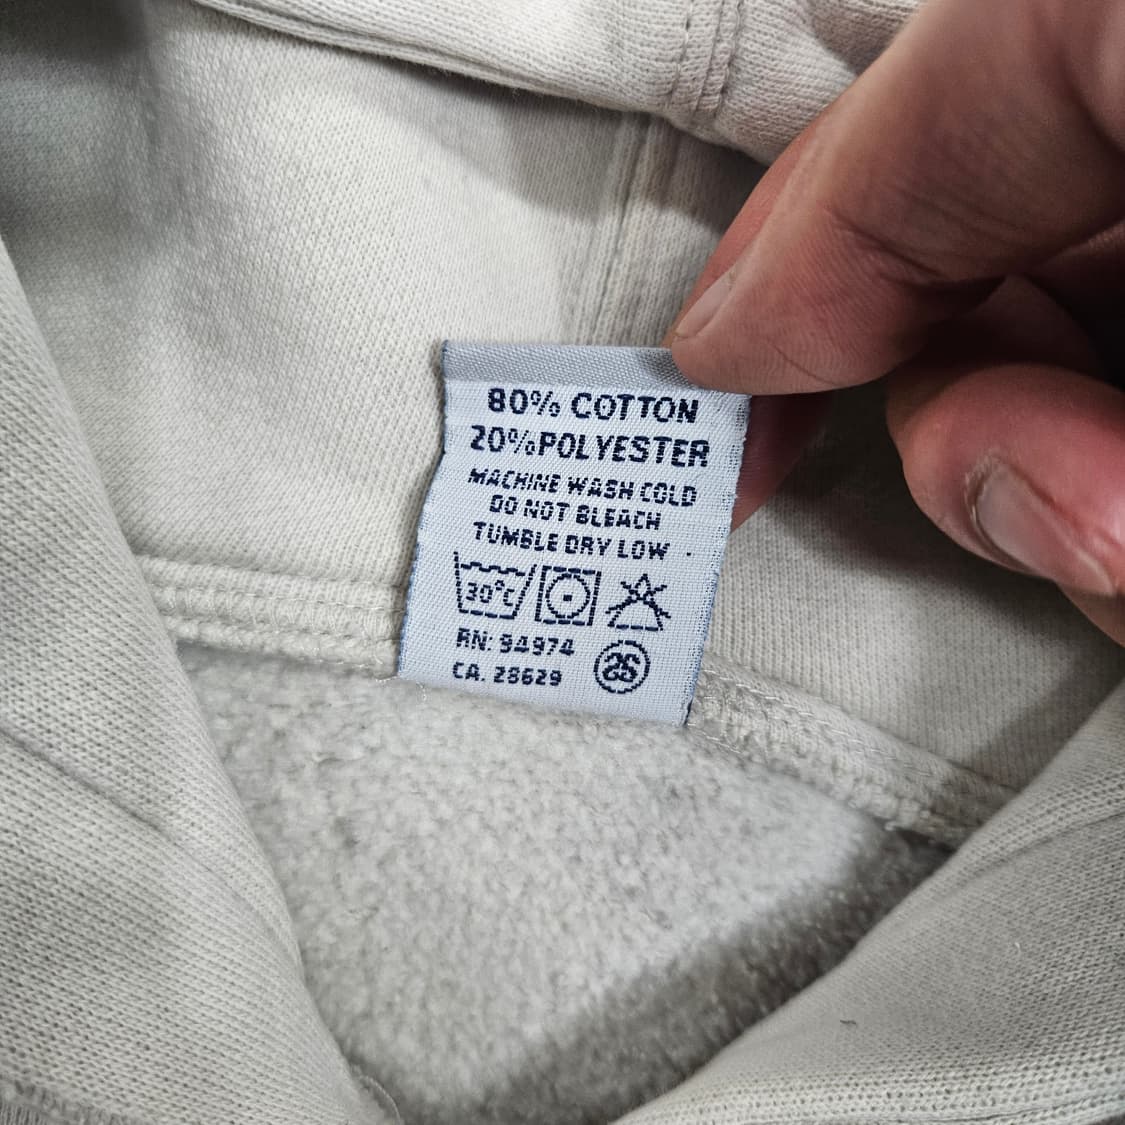 80% COTTON
20%POLYESTER
MACHINE WASH COLD
DO NOT BLEACH
TUMBLE DRY LOW
30°C
RN: 94974
CA. 28629